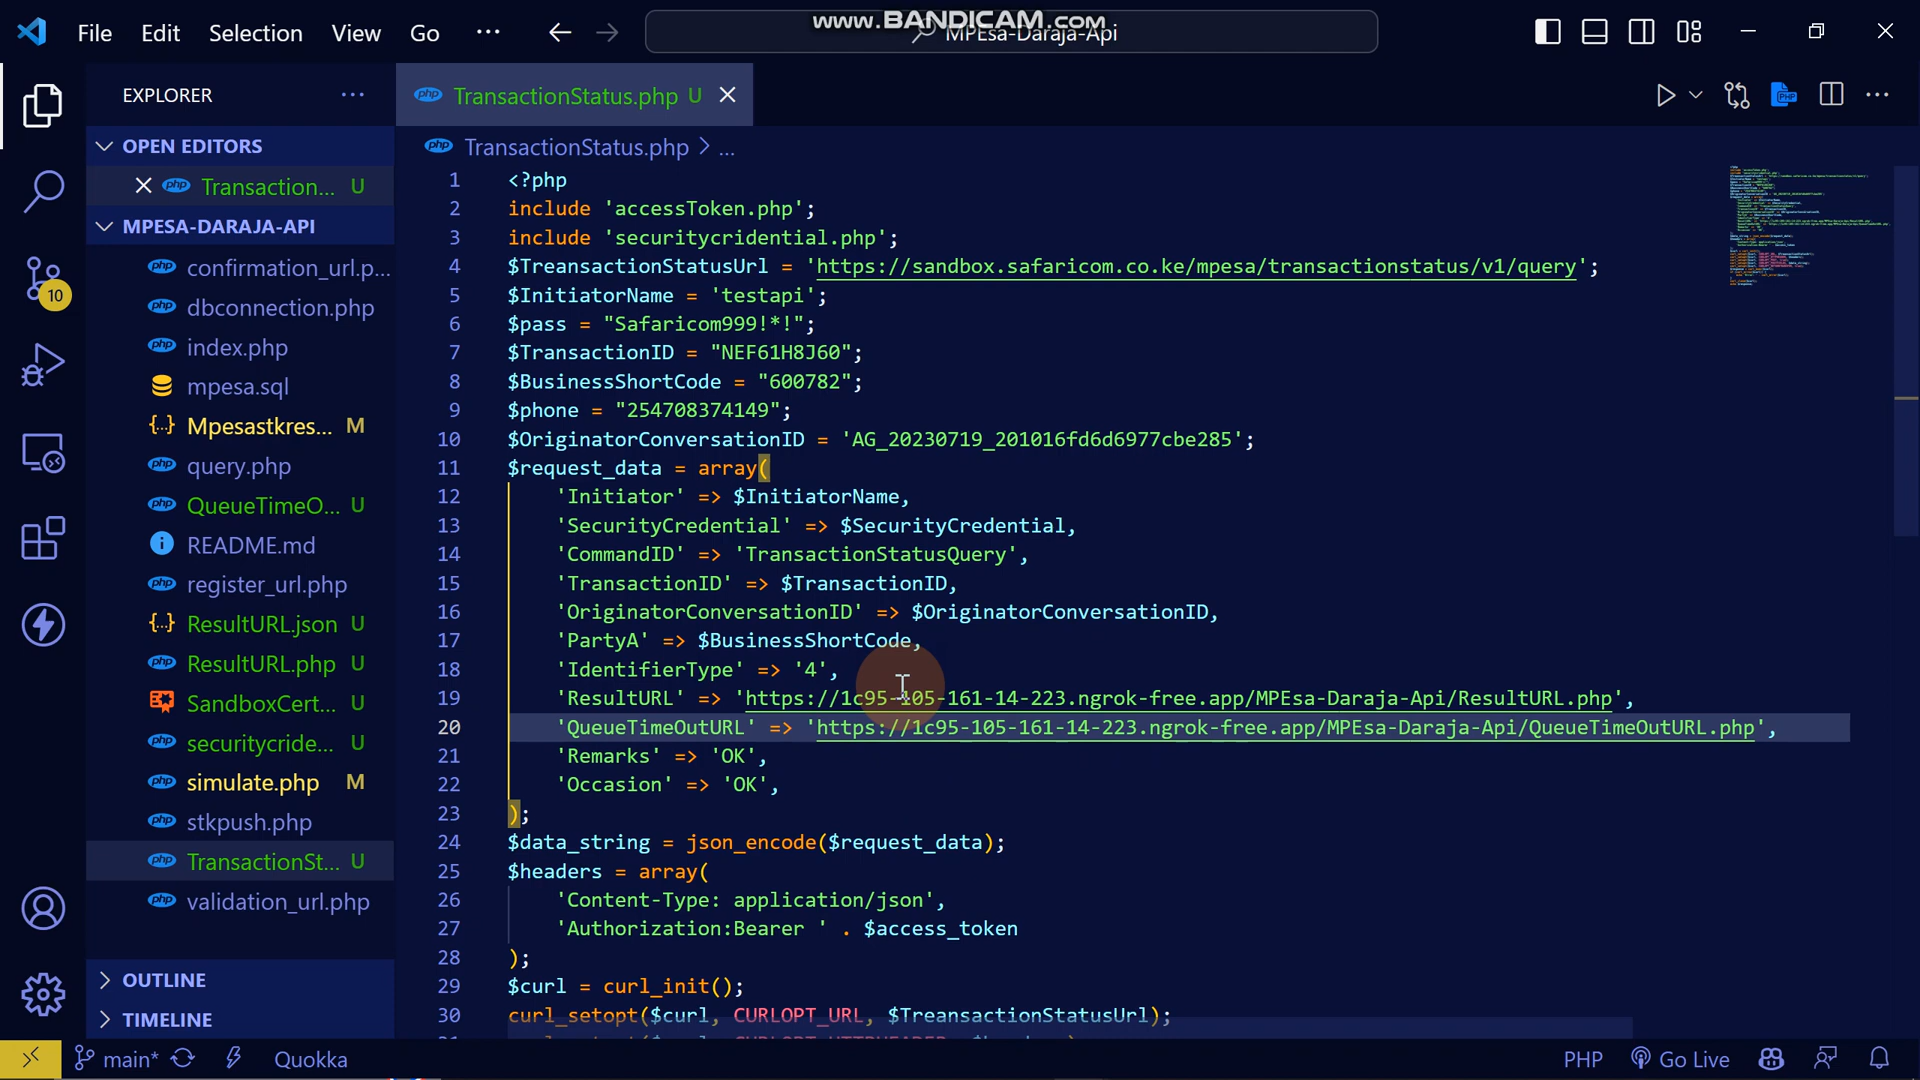 File Edit Selection View Go ...
www.BANDICAM.com
MPEsa-Daraja-Api
EXPLORER
OPEN EDITORS
Transaction... U
MPESA-DARAJA-API
confirmation_url.p...
dbconnection.php
index.php
mpesa.sql
Mpesastkres... M
query.php
QueueTimeO... U
README.md
register_url.php
ResultURL.json U
ResultURL.php U
SandboxCert... U
securitycride... U
simulate.php M
stkpush.php
TransactionSt... U
validation_url.php
OUTLINE
TIMELINE
10
TransactionStatus.php U
TransactionStatus.php > ...
1 <?php
2 include 'accessToken.php';
3 include 'securitycridential.php';
4 $TreansactionStatusUrl = 'https://sandbox.safaricom.co.ke/mpesa/transactionstatus/v1/query';
5 $InitiatorName = 'testapi';
6 $pass = "Safaricom999!*!";
7 $TransactionID = "NEF61H8J60";
8 $BusinessShortCode = "600782";
9 $phone = "254708374149";
10 $OriginatorConversationID = 'AG_20230719_201016fd6d6977cbe285';
11 $request_data = array(
12 'Initiator' => $InitiatorName,
13 'SecurityCredential' => $SecurityCredential,
14 'CommandID' => 'TransactionStatusQuery',
15 'TransactionID' => $TransactionID,
16 'OriginatorConversationID' => $OriginatorConversationID,
17 'PartyA' => $BusinessShortCode,
18 'IdentifierType' => '4',
19 'ResultURL' => 'https://1c95-105-161-14-223.ngrok-free.app/MPEsa-Daraja-Api/ResultURL.php',
20 'QueueTimeOutURL' => 'https://1c95-105-161-14-223.ngrok-free.app/MPEsa-Daraja-Api/QueueTimeOutURL.php',
21 'Remarks' => 'OK',
22 'Occasion' => 'OK',
23 );
24 $data_string = json_encode($request_data);
25 $headers = array(
26 'Content-Type: application/json',
27 'Authorization:Bearer ' . $access_token
28 );
29 $curl = curl_init();
30 curl_setopt($curl, CURLOPT_URL, $TreansactionStatusUrl);
main* Quokka PHP Go Live